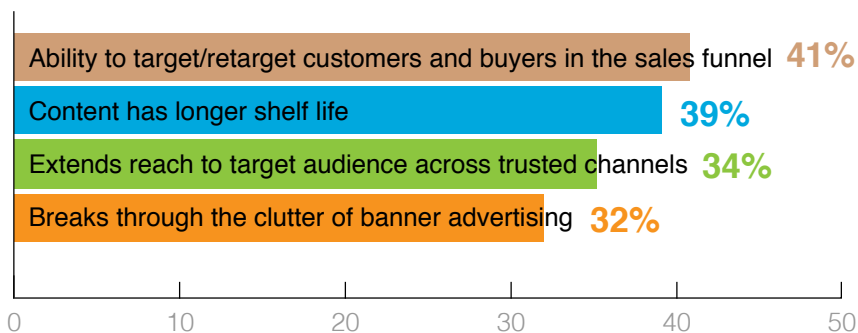 Ability to target/retarget customers and buyers in the sales funnel 41%
Content has longer shelf life 39%
Extends reach to target audience across trusted channels 34%
Breaks through the clutter of banner advertising 32%
0 10 20 30 40 50